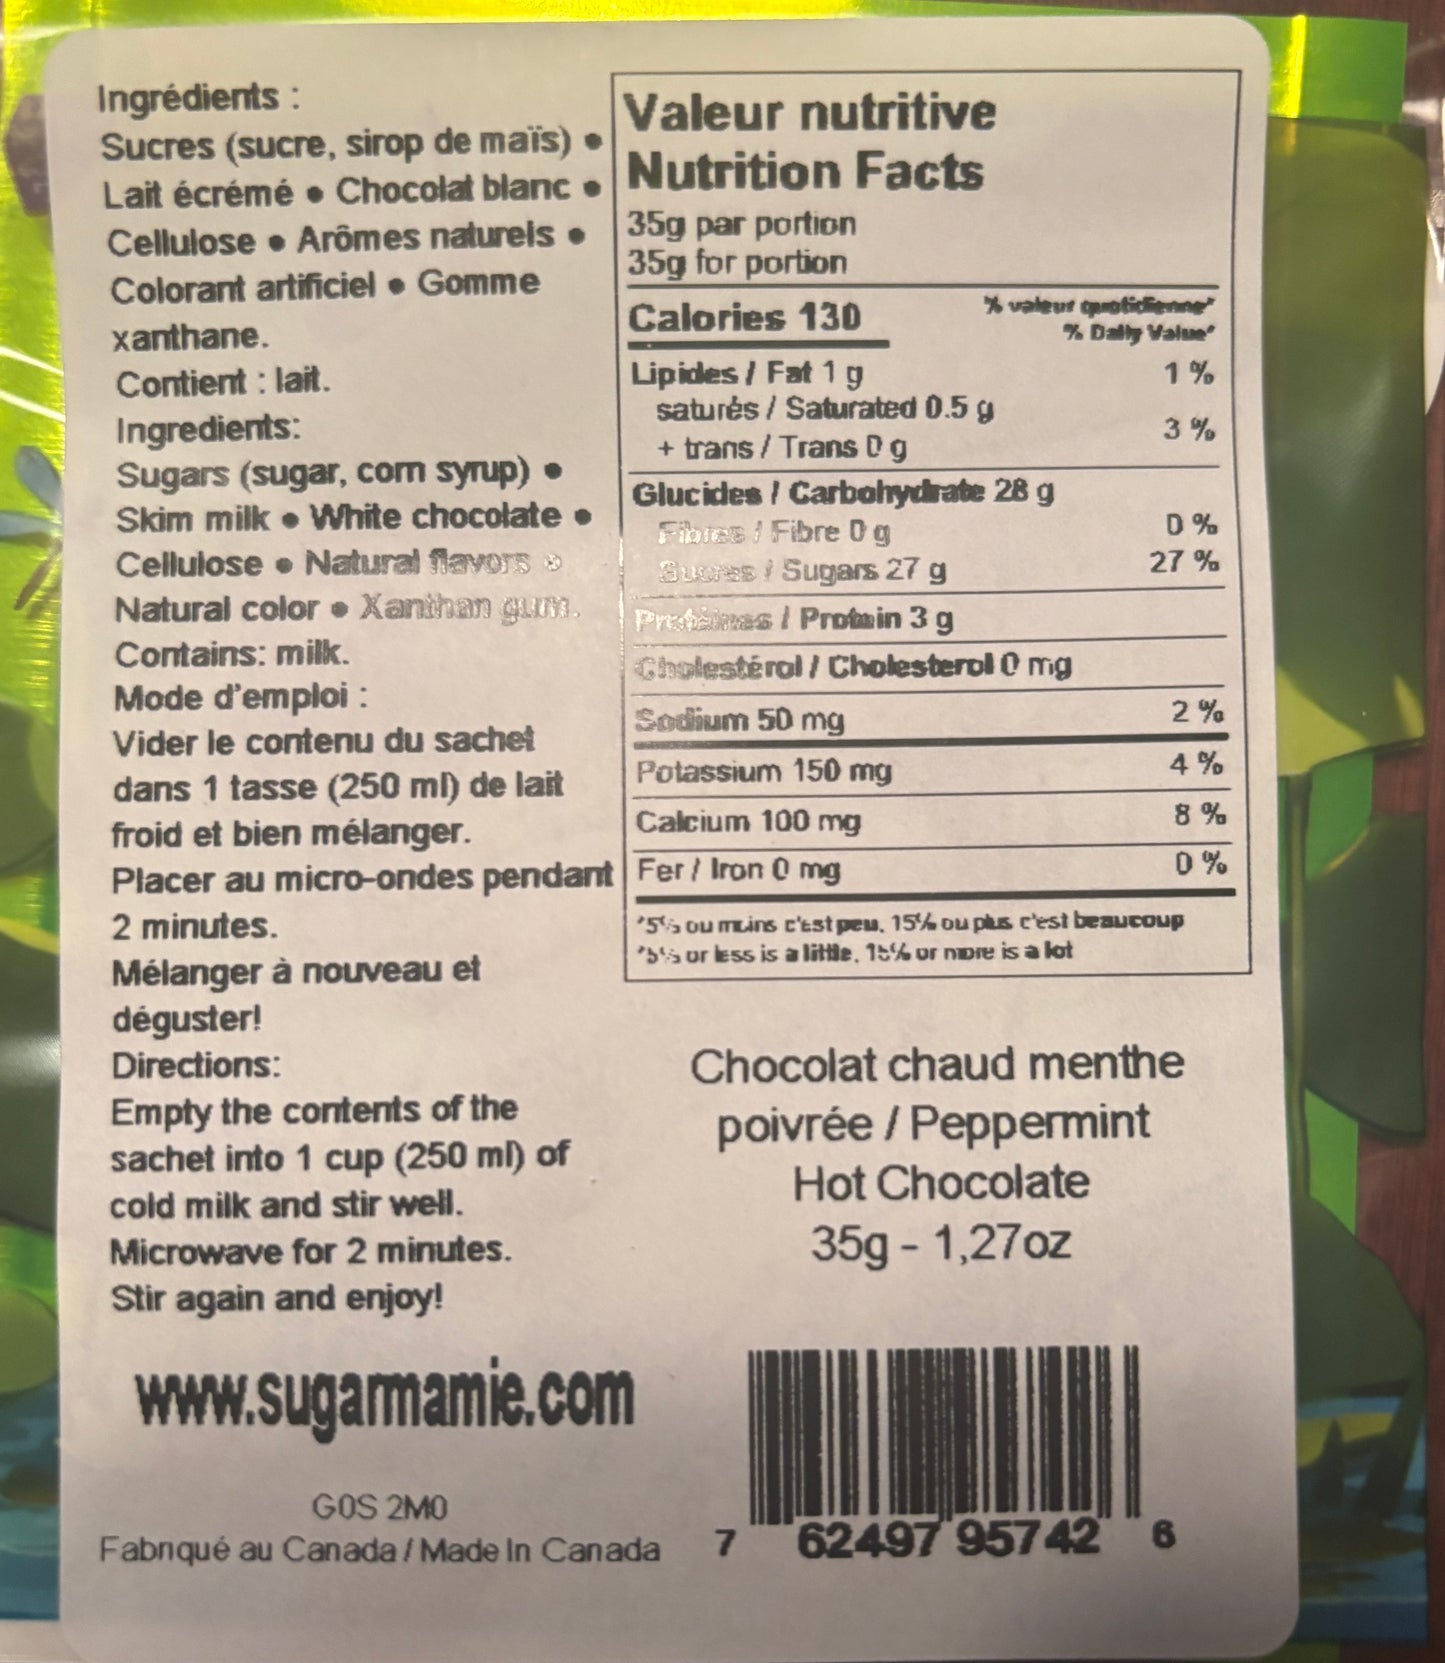 Ingrédients :
Sucres (sucre, sirop de maïs) •
Lait écrémé • Chocolat blanc •
Cellulose • Arômes naturels •
Colorant artificiel • Gomme
xanthane.
Contient : lait.
Ingredients:
Sugars (sugar, corn syrup) •
Skim milk • White chocolate •
Cellulose • Natural flavors •
Natural color • Xanthan gum.
Contains: milk.
Mode d'emploi :
Vider le contenu du sachet
dans 1 tasse (250 ml) de lait
froid et bien mélanger.
Placer au micro-ondes pendant
2 minutes.
Mélanger à nouveau et
déguster!
Directions:
Empty the contents of the
sachet into 1 cup (250 ml) of
cold milk and stir well.
Microwave for 2 minutes.
Stir again and enjoy!
www.sugarmamie.com
G0S 2M0
Fabriqué au Canada / Made In Canada
Valeur nutritive
Nutrition Facts
35g par portion
35g for portion
Calories 130
% valeur quotidienne*
% Daily Value*
Lipides / Fat 1 g 1 %
saturés / Saturated 0.5 g
+ trans / Trans 0 g 3 %
Glucides / Carbohydrate 28 g
Fibres / Fibre 0 g 0 %
Sucres / Sugars 27 g 27 %
Protéines / Protein 3 g
Cholestérol / Cholesterol 0 mg
Sodium 50 mg 2 %
Potassium 150 mg 4 %
Calcium 100 mg 8 %
Fer / Iron 0 mg 0 %
*5% ou moins c'est peu, 15% ou plus c'est beaucoup
*5% or less is a little, 15% or more is a lot
Chocolat chaud menthe
poivrée / Peppermint
Hot Chocolate
35g - 1,27oz
7 62497 95742 6